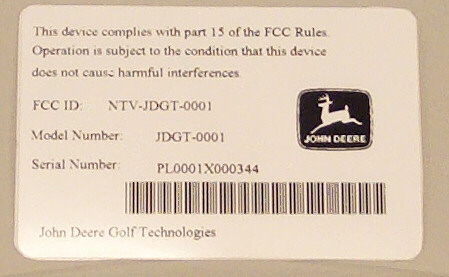 This device complies with part 15 of the FCC Rules.
Operation is subject to the condition that this device
does not cause harmful interferences.
FCC ID: NTV-JDGT-0001
Model Number: JDGT-0001
JOHN DEERE
Serial Number: PL0001X000344
John Deere Golf Technologies